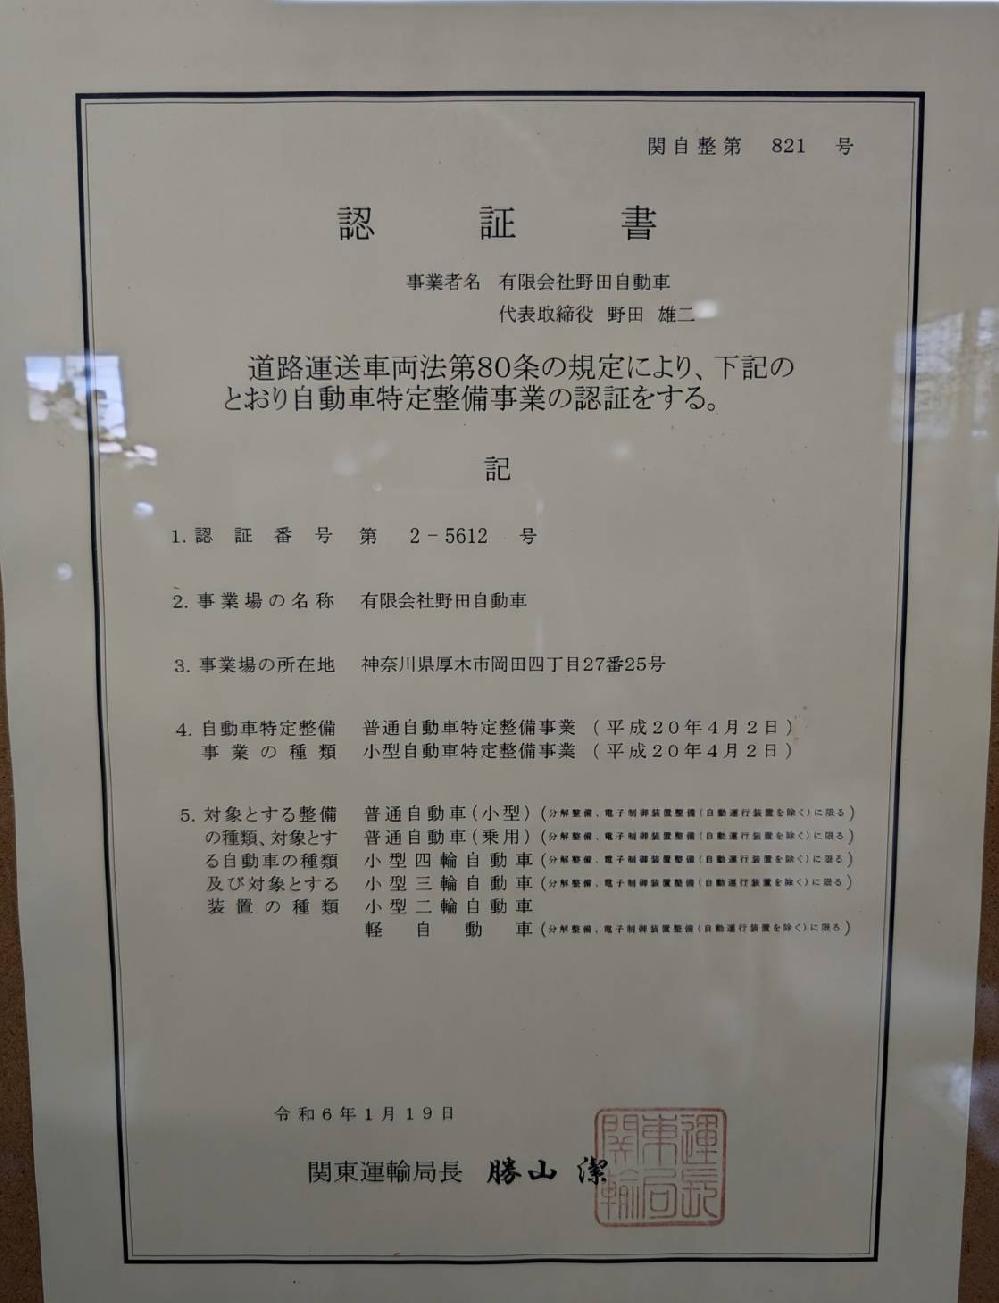 関自整第 821 号
認証書
事業者名 有限会社野田自動車
代表取締役 野田 雄二
道路運送車両法第80条の規定により、下記の
とおり自動車特定整備事業の認証をする。
記
1. 認証番号 第 2-5612 号
2. 事業場の名称 有限会社野田自動車
3. 事業場の所在地 神奈川県厚木市岡田四丁目27番25号
4. 自動車特定整備 普通自動車特定整備事業 (平成20年4月2日)
事業の種類 小型自動車特定整備事業 (平成20年4月2日)
5. 対象とする整備 普通自動車(小型)(分解整備、電子制御装置整備(自動運行装置を除く)に限る)
の種類、対象とす 普通自動車(乗用)(分解整備、電子制御装置整備(自動運行装置を除く)に限る)
る自動車の種類 小型四輪自動車(分解整備、電子制御装置整備(自動運行装置を除く)に限る)
及び対象とする 小型三輪自動車(分解整備、電子制御装置整備(自動運行装置を除く)に限る)
装置の種類 小型二輪自動車
軽自動車(分解整備、電子制御装置整備(自動運行装置を除く)に限る)
令和6年1月19日
関東運輸局長 勝山 潔
関東運輸局長